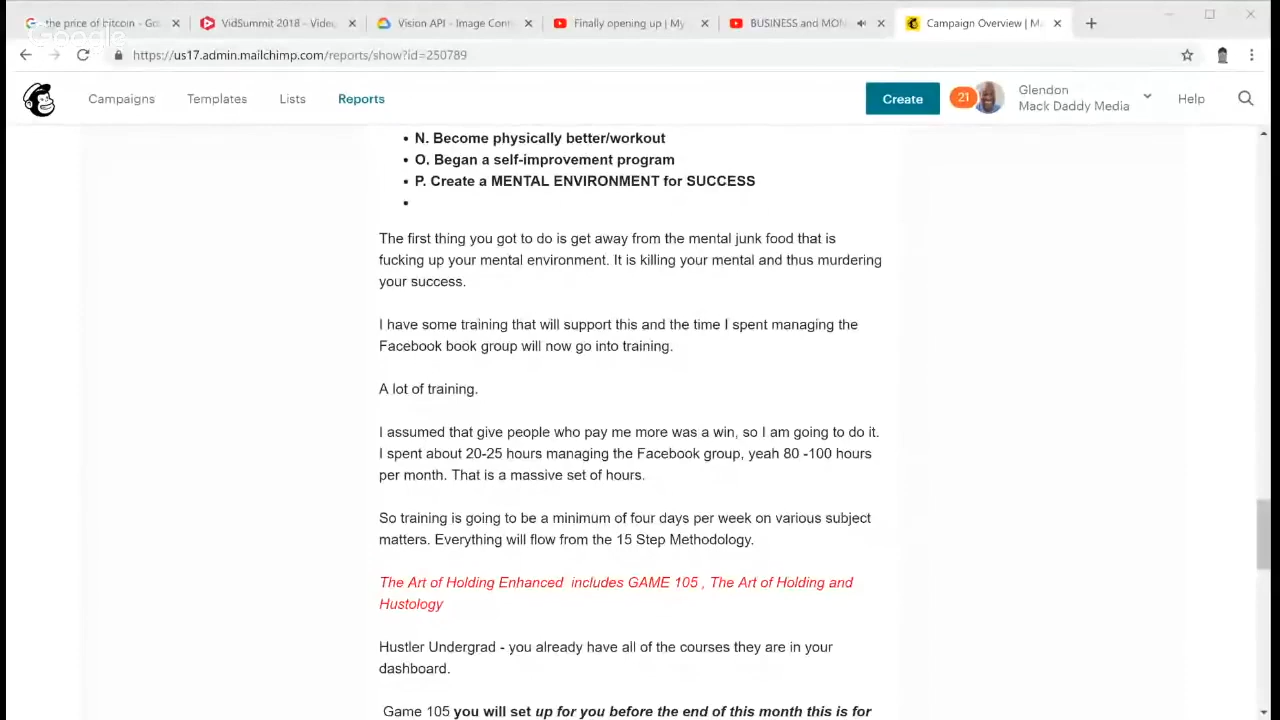 the price of bitcoin - Go
VidSummit 2018 - Video
Vision API - Image Cont
Finally opening up | My
BUSINESS and MON
Campaign Overview | Ma
Google
https://us17.admin.mailchimp.com/reports/show?id=250789
Campaigns
Templates
Lists
Reports
Create
21
Glendon
Mack Daddy Media
Help
• N. Become physically better/workout
• O. Began a self-improvement program
• P. Create a MENTAL ENVIRONMENT for SUCCESS
•
The first thing you got to do is get away from the mental junk food that is
fucking up your mental environment. It is killing your mental and thus murdering
your success.
I have some training that will support this and the time I spent managing the
Facebook book group will now go into training.
A lot of training.
I assumed that give people who pay me more was a win, so I am going to do it.
I spent about 20-25 hours managing the Facebook group, yeah 80 -100 hours
per month. That is a massive set of hours.
So training is going to be a minimum of four days per week on various subject
matters. Everything will flow from the 15 Step Methodology.
The Art of Holding Enhanced includes GAME 105 , The Art of Holding and
Hustology
Hustler Undergrad - you already have all of the courses they are in your
dashboard.
Game 105 you will set up for you before the end of this month this is for